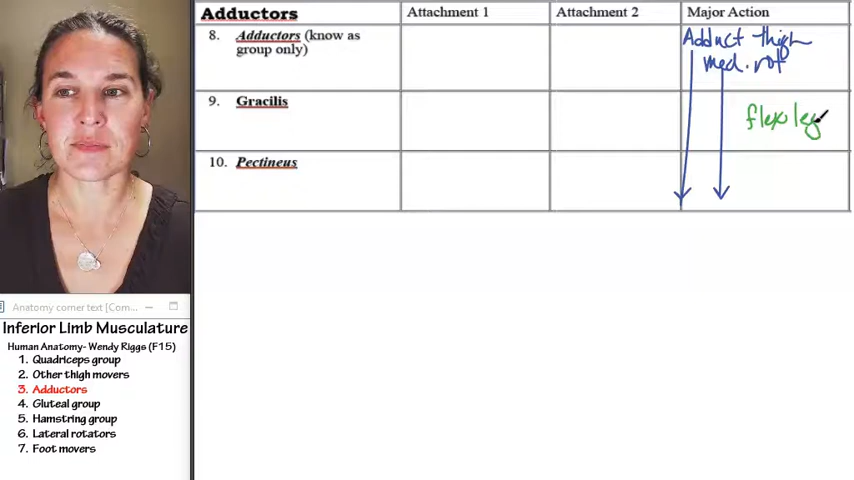 Adductors
Attachment 1
Attachment 2
Major Action
8. Adductors (know as
group only)
Adduct thigh
med. rot
9. Gracilis
flex leg
10. Pectineus
Anatomy corner text [Com...
Inferior Limb Musculature
Human Anatomy- Wendy Riggs (F15)
1. Quadriceps group
2. Other thigh movers
3. Adductors
4. Gluteal group
5. Hamstring group
6. Lateral rotators
7. Foot movers